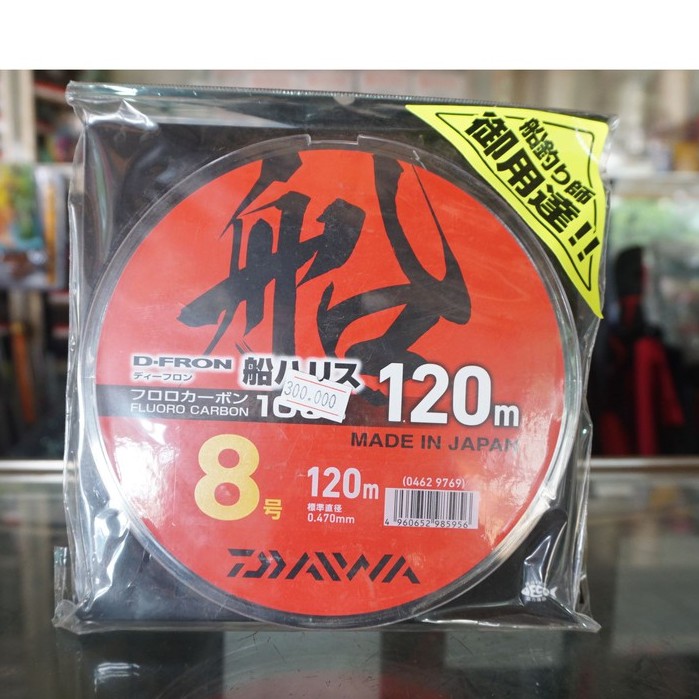 船釣り師
御用達!!
船
D-FRON 船ハリス
ディーフロン
300.000
フロロカーボン
FLUORO CARBON
120m
MADE IN JAPAN
8号
120m
標準直径
0.470mm
(0462 9769)
4 960652 985956
DAIWA